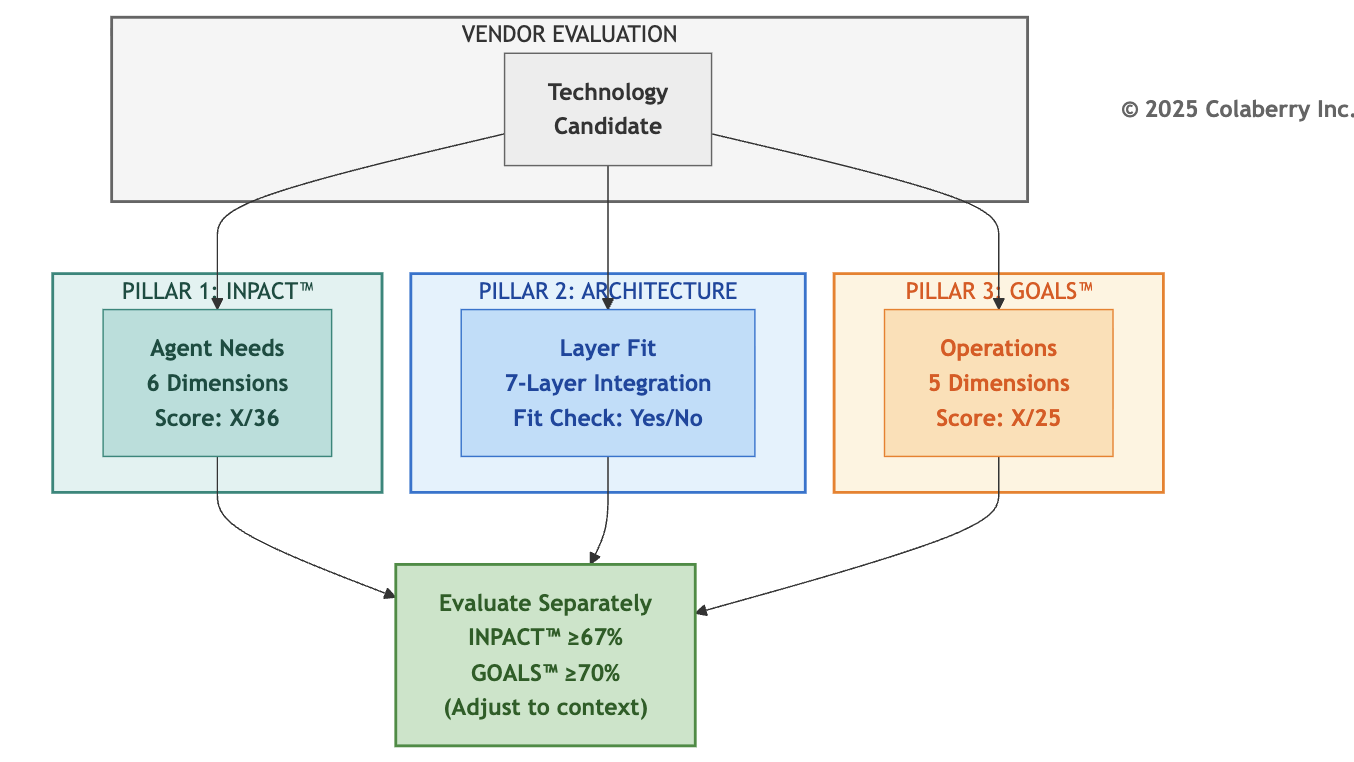 VENDOR EVALUATION
Technology
Candidate
© 2025 Colaberry Inc.
PILLAR 1: INPACT™
Agent Needs
6 Dimensions
Score: X/36
PILLAR 2: ARCHITECTURE
Layer Fit
7-Layer Integration
Fit Check: Yes/No
PILLAR 3: GOALS™
Operations
5 Dimensions
Score: X/25
Evaluate Separately
INPACT™ ≥67%
GOALS™ ≥70%
(Adjust to context)